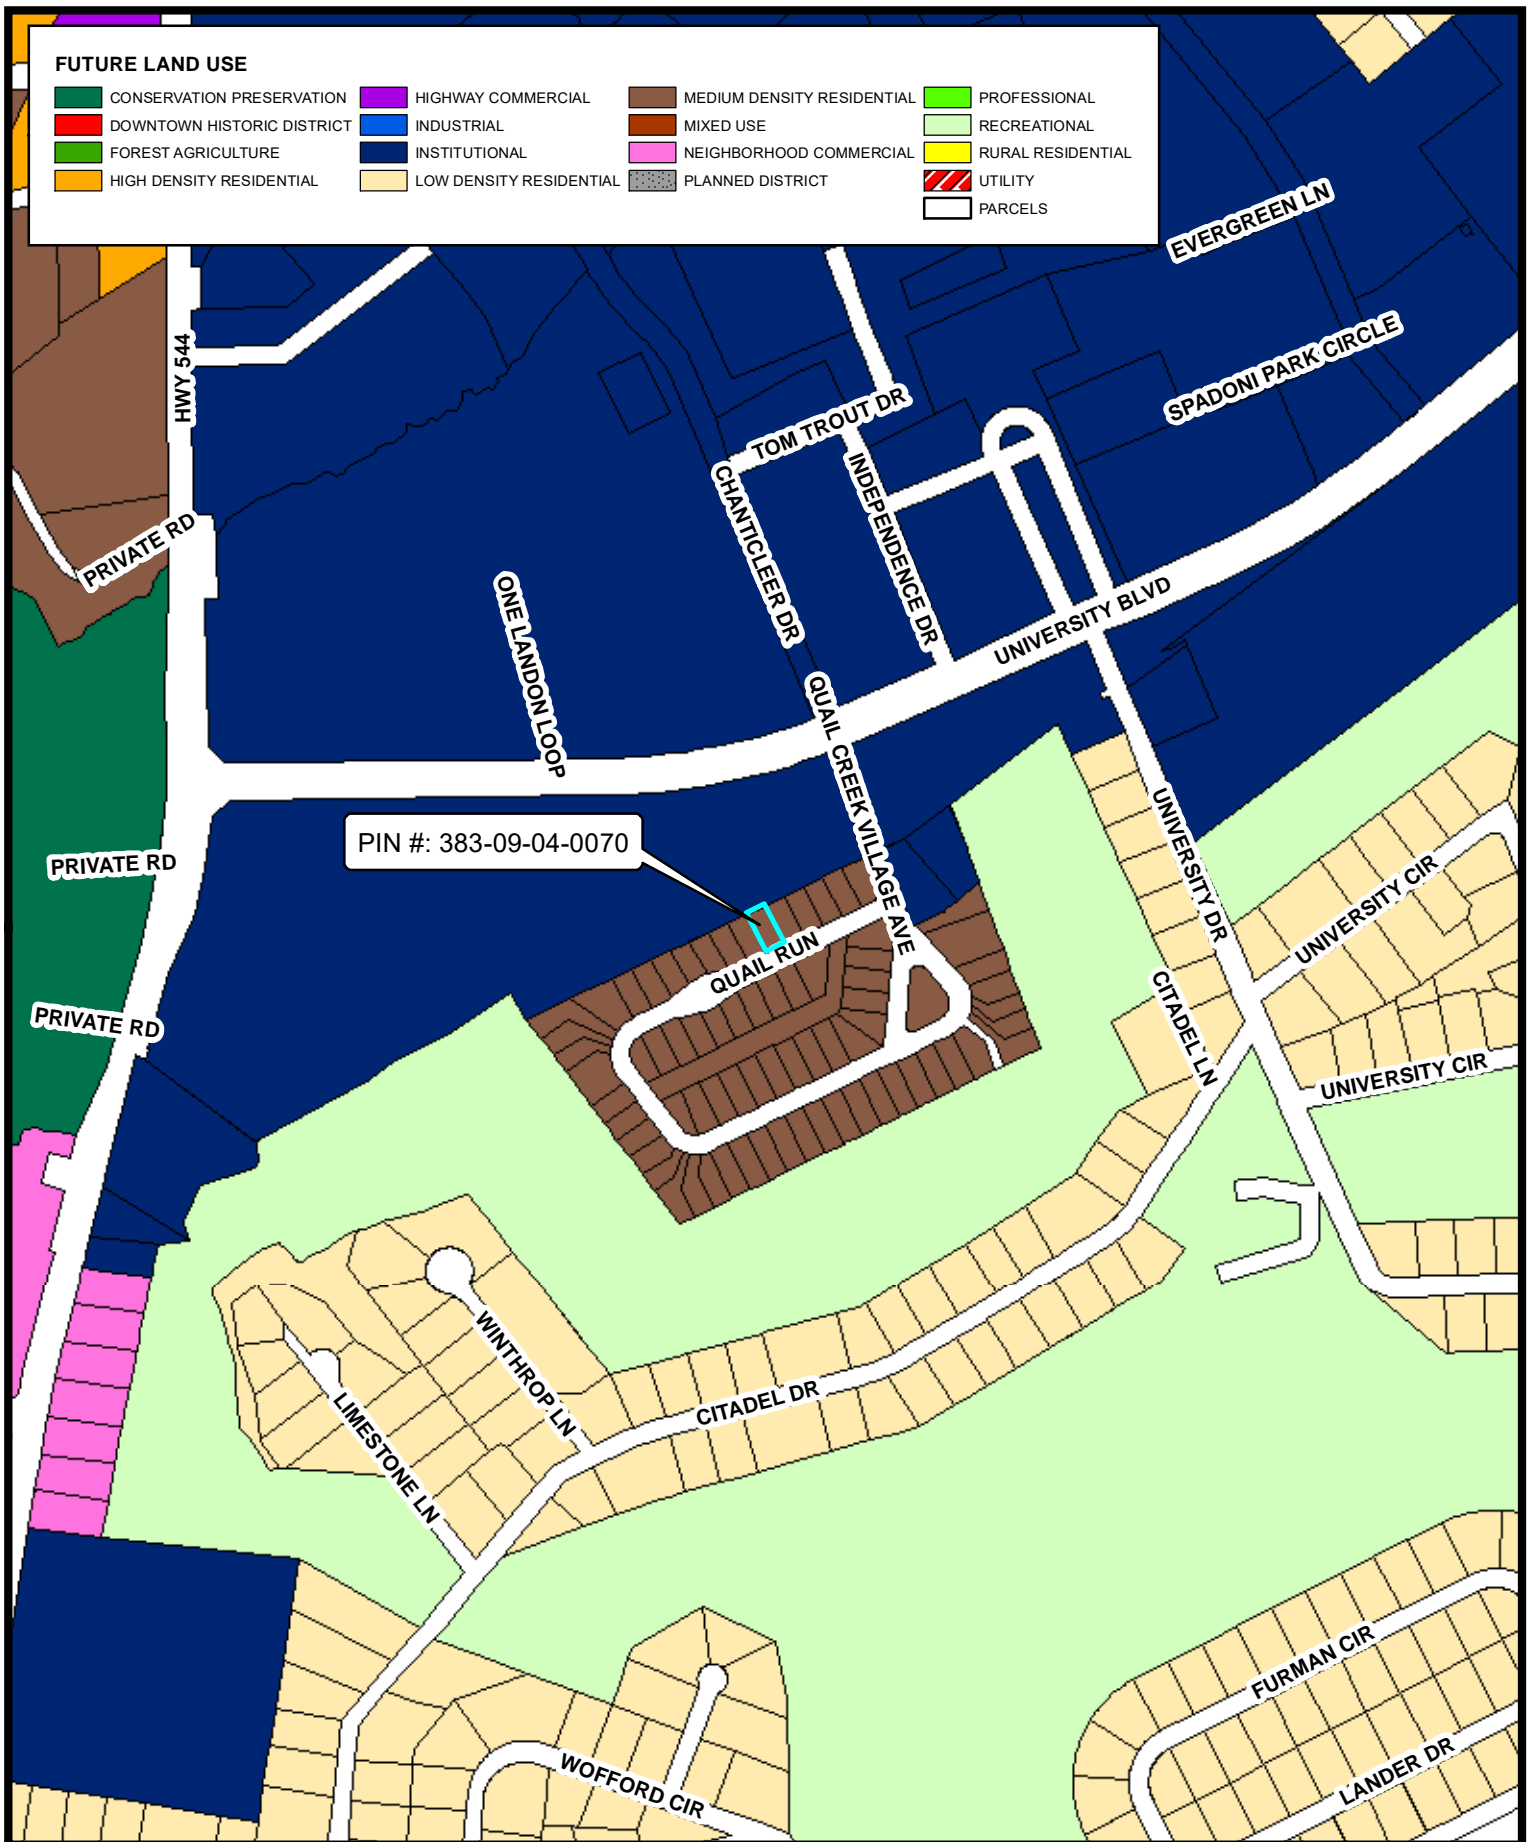 FUTURE LAND USE
CONSERVATION PRESERVATION
DOWNTOWN HISTORIC DISTRICT
FOREST AGRICULTURE
HIGH DENSITY RESIDENTIAL
HIGHWAY COMMERCIAL
INDUSTRIAL
INSTITUTIONAL
LOW DENSITY RESIDENTIAL
MEDIUM DENSITY RESIDENTIAL
MIXED USE
NEIGHBORHOOD COMMERCIAL
PLANNED DISTRICT
PROFESSIONAL
RECREATIONAL
RURAL RESIDENTIAL
UTILITY
PARCELS
EVERGREEN LN
SPADONI PARK CIRCLE
HWY 544
TOM TROUT DR
INDEPENDENCE DR
CHANTICLEER DR
PRIVATE RD
ONE LANDON LOOP
UNIVERSITY BLVD
QUAIL CREEK VILLAGE AVE
PIN #: 383-09-04-0070
PRIVATE RD
UNIVERSITY DR
UNIVERSITY CIR
QUAIL RUN
PRIVATE RD
CITADEL LN
UNIVERSITY CIR
WINTHROP LN
CITADEL DR
LIMESTONE LN
FURMAN CIR
WOFFORD CIR
LANDER DR